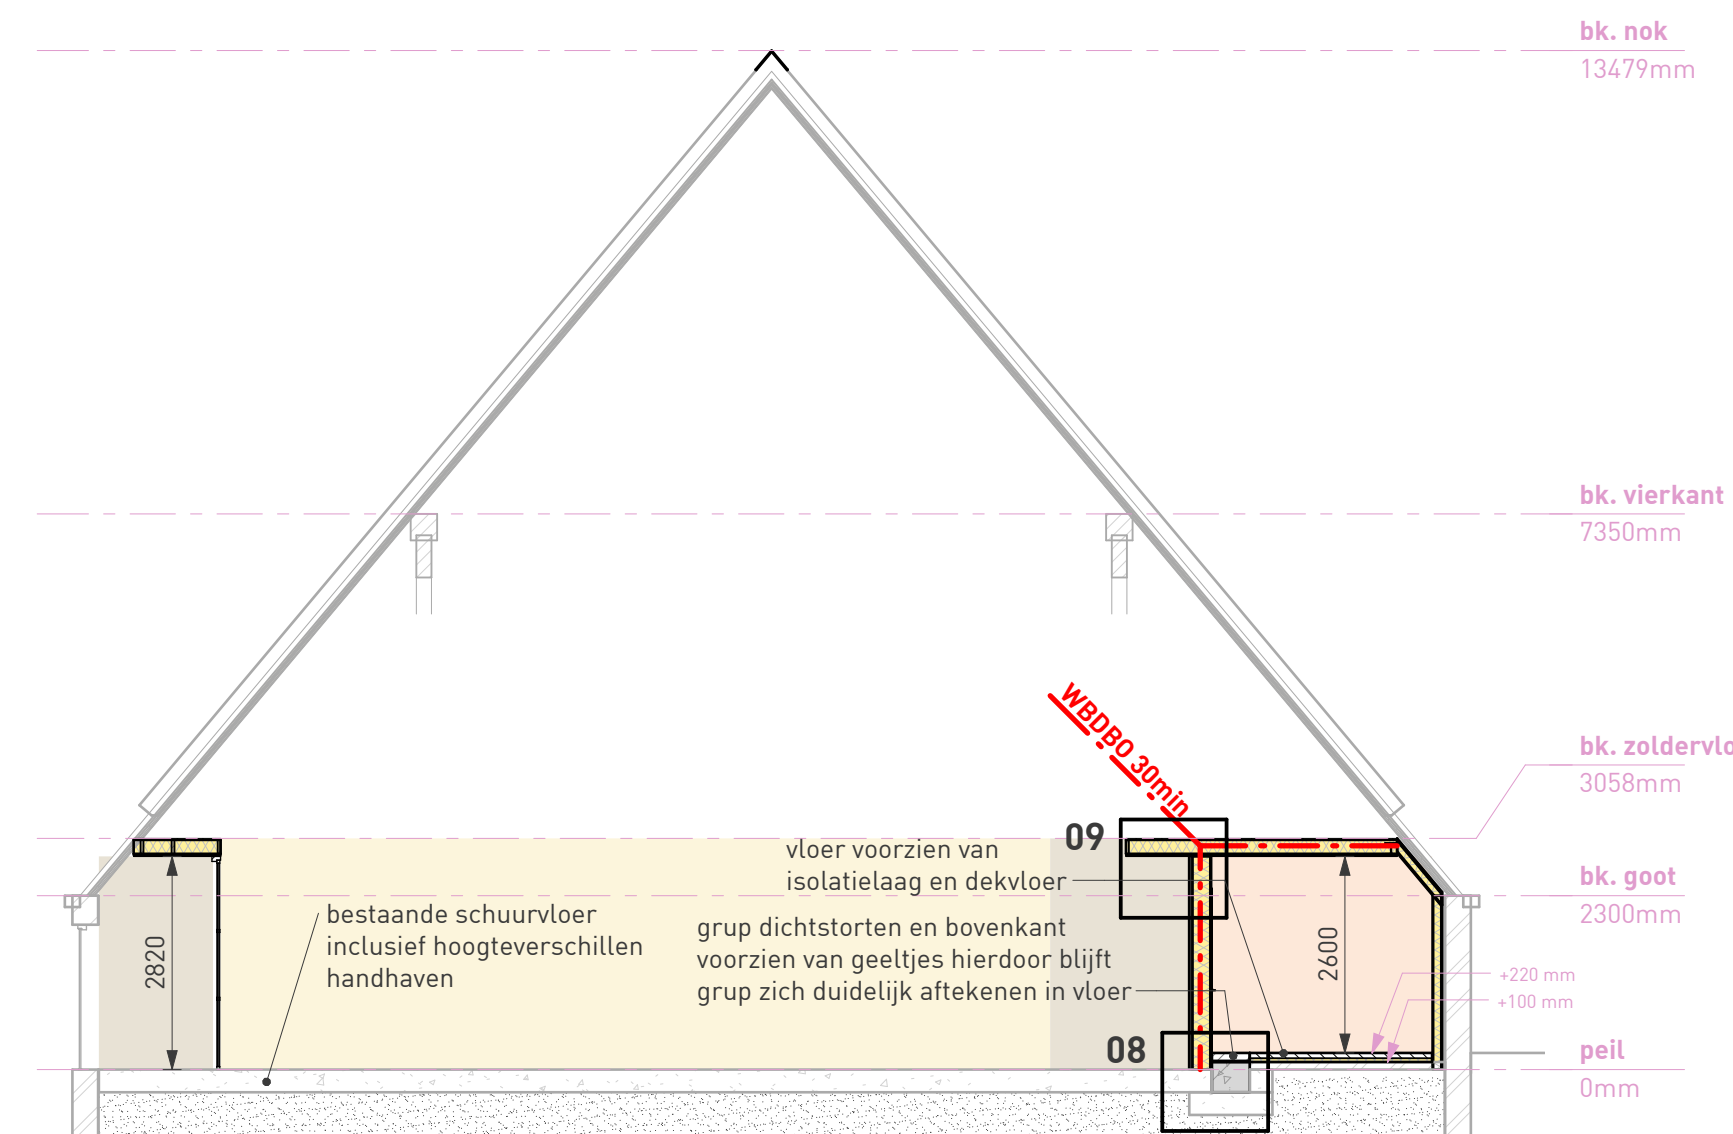 bk. nok
13479mm
bk. vierkant
7350mm
WBDBO 30min
bk. zoldervlo
3058mm
09
vloer voorzien van
isolatielaag en dekvloer
bk. goot
2300mm
bestaande schuurvloer
inclusief hoogteverschillen
handhaven
grup dichtstorten en bovenkant
voorzien van geeltjes hierdoor blijft
grup zich duidelijk aftekenen in vloer
2820
2600
+220 mm
+100 mm
08
peil
0mm